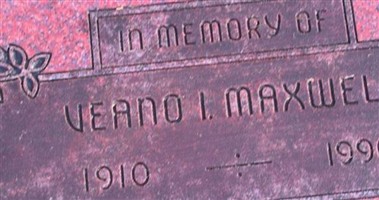 IN MEMORY OF
VEANO I. MAXWEL
1910 199